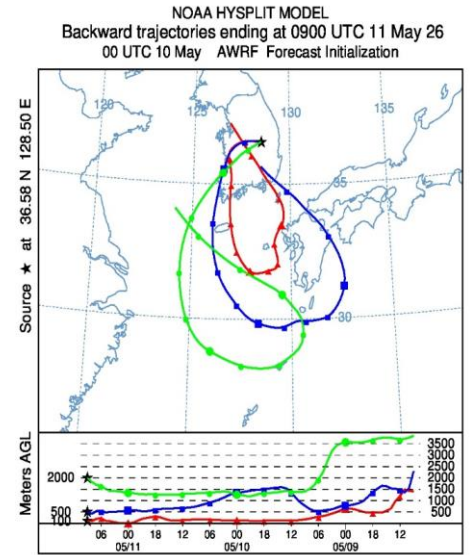 NOAA HYSPLIT MODEL
Backward trajectories ending at 0900 UTC 11 May 26
00 UTC 10 May AWRF Forecast Initialization
Source ★ at 36.58 N 128.50 E
120
125
130
135
35
30
Meters AGL
2000
500
100
3500
3000
2500
2000
1500
1000
500
06 00 18 12 06 00 18 12 06 00 18 12
05/11 05/10 05/09